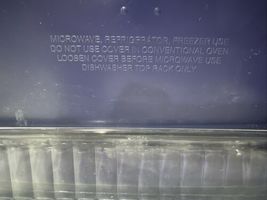 MICROWAVE, REFRIGERATOR, FREEZER USE
DO NOT USE COVER IN CONVENTIONAL OVEN
LOOSEN COVER BEFORE MICROWAVE USE
DISHWASHER TOP RACK ONLY